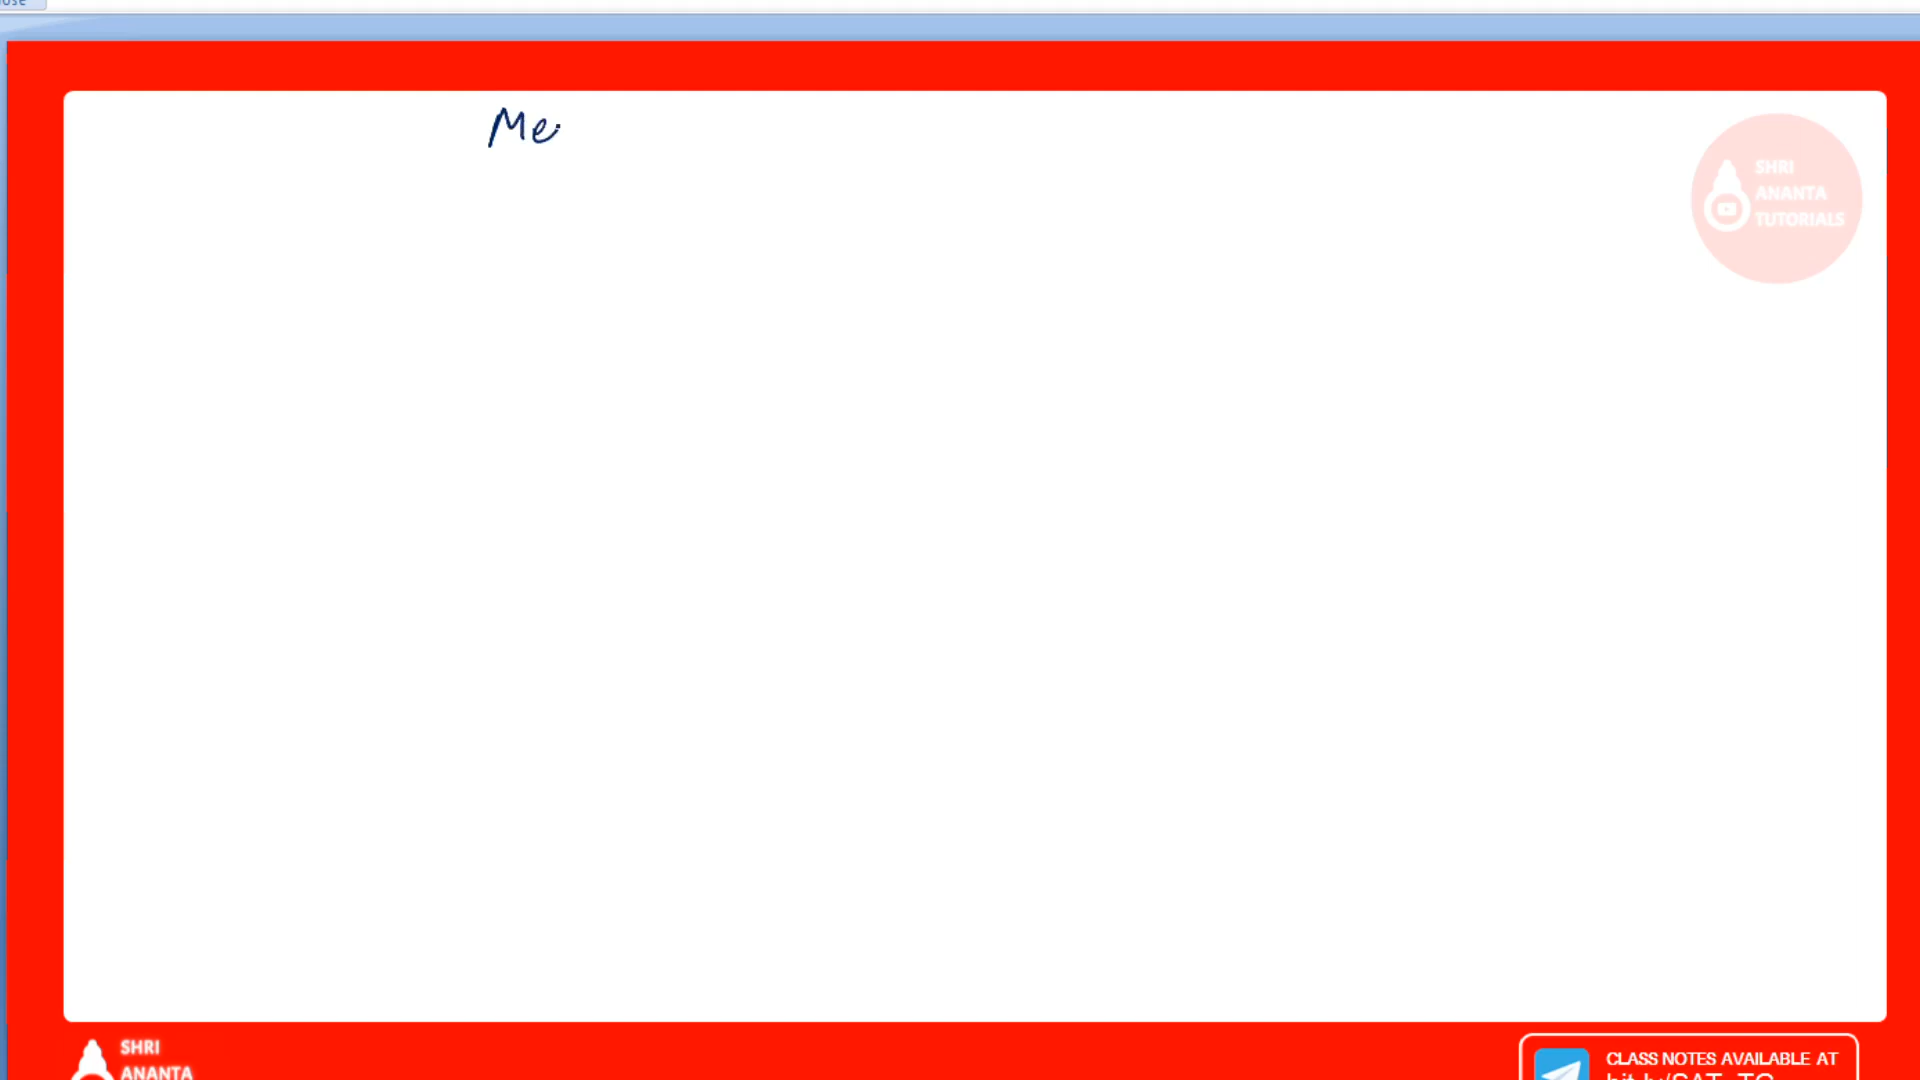 Me
SHRI
ANANTA
TUTORIALS
SHRI
ANANTA
CLASS NOTES AVAILABLE AT